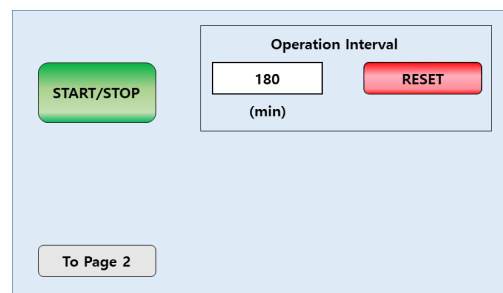 Operation Interval
START/STOP
180
RESET
(min)
To Page 2